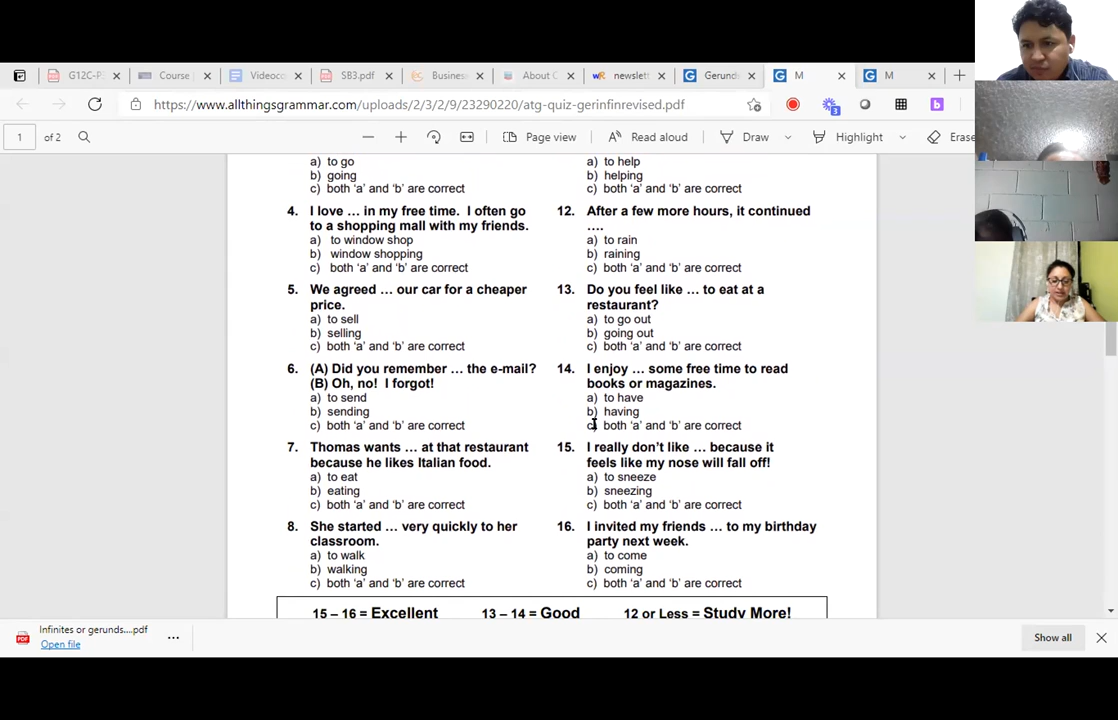 G12C-P
Course
Videoco
SB3.pdf
Busines
About C
newslet
Gerund
M
M
https://www.allthingsgrammar.com/uploads/2/3/2/9/23290220/atg-quiz-gerinfinrevised.pdf
3
1 of 2
Page view
Read aloud
Draw
Highlight
Erase
a) to go
b) going
c) both 'a' and 'b' are correct
4. I love … in my free time. I often go
to a shopping mall with my friends.
a) to window shop
b) window shopping
c) both 'a' and 'b' are correct
5. We agreed … our car for a cheaper
price.
a) to sell
b) selling
c) both 'a' and 'b' are correct
6. (A) Did you remember … the e-mail?
(B) Oh, no! I forgot!
a) to send
b) sending
c) both 'a' and 'b' are correct
7. Thomas wants … at that restaurant
because he likes Italian food.
a) to eat
b) eating
c) both 'a' and 'b' are correct
8. She started … very quickly to her
classroom.
a) to walk
b) walking
c) both 'a' and 'b' are correct
a) to help
b) helping
c) both 'a' and 'b' are correct
12. After a few more hours, it continued
….
a) to rain
b) raining
c) both 'a' and 'b' are correct
13. Do you feel like … to eat at a
restaurant?
a) to go out
b) going out
c) both 'a' and 'b' are correct
14. I enjoy … some free time to read
books or magazines.
a) to have
b) having
c) both 'a' and 'b' are correct
15. I really don't like … because it
feels like my nose will fall off!
a) to sneeze
b) sneezing
c) both 'a' and 'b' are correct
16. I invited my friends … to my birthday
party next week.
a) to come
b) coming
c) both 'a' and 'b' are correct
15 – 16 = Excellent 13 – 14 = Good 12 or Less = Study More!
Infinites or gerunds....pdf
Open file
Show all